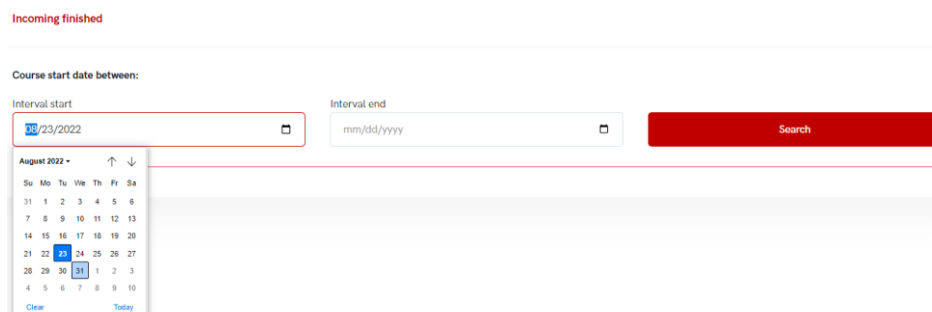 Incoming finished
Course start date between:
Interval start Interval end
08/23/2022 mm/dd/yyyy Search
August 2022
Su Mo Tu We Th Fr Sa
31 1 2 3 4 5 6
7 8 9 10 11 12 13
14 15 16 17 18 19 20
21 22 23 24 25 26 27
28 29 30 31 1 2 3
4 5 6 7 8 9 10
Clear Today